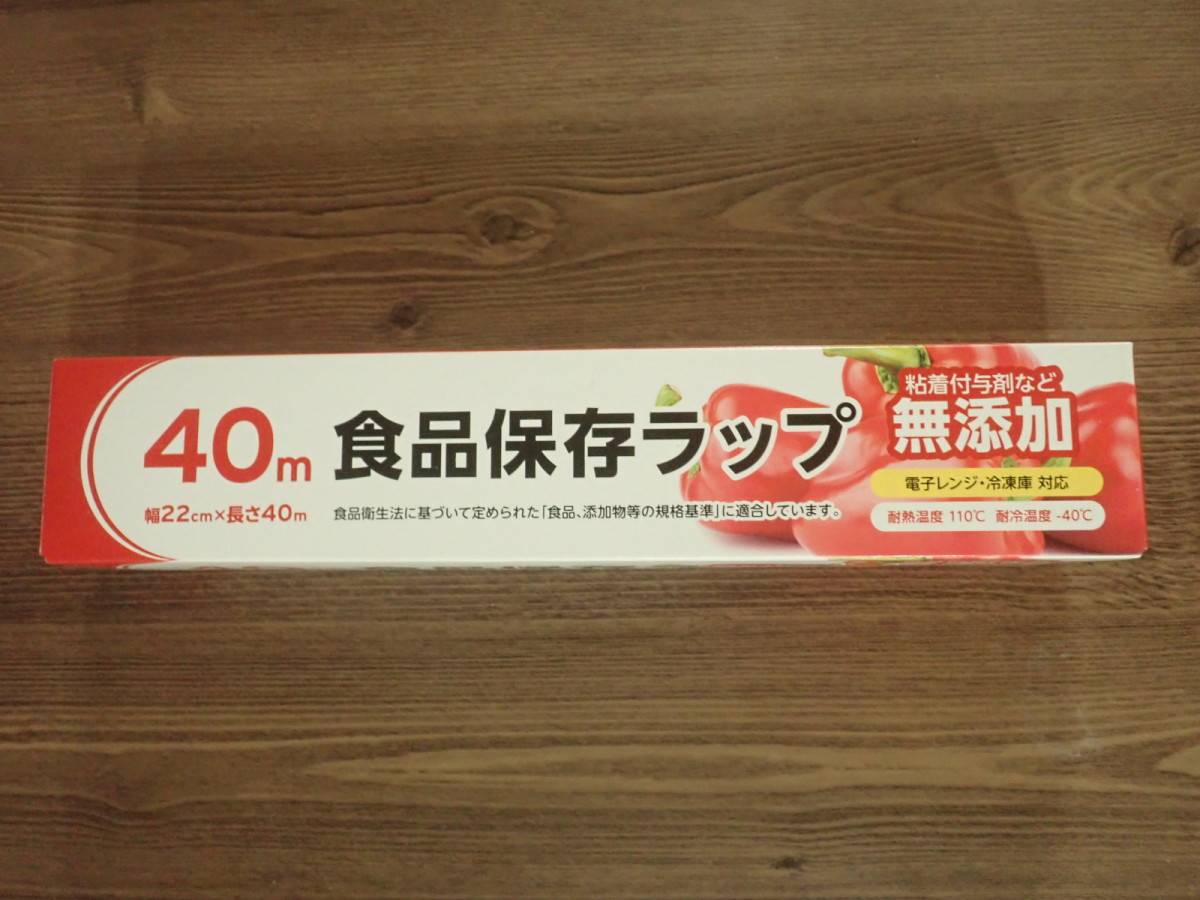 40m
幅22cm×長さ40m
食品保存ラップ
食品衛生法に基づいて定められた「食品、添加物等の規格基準」に適合しています。
粘着付与剤など
無添加
電子レンジ・冷凍庫 対応
耐熱温度 110℃ 耐冷温度 -40℃